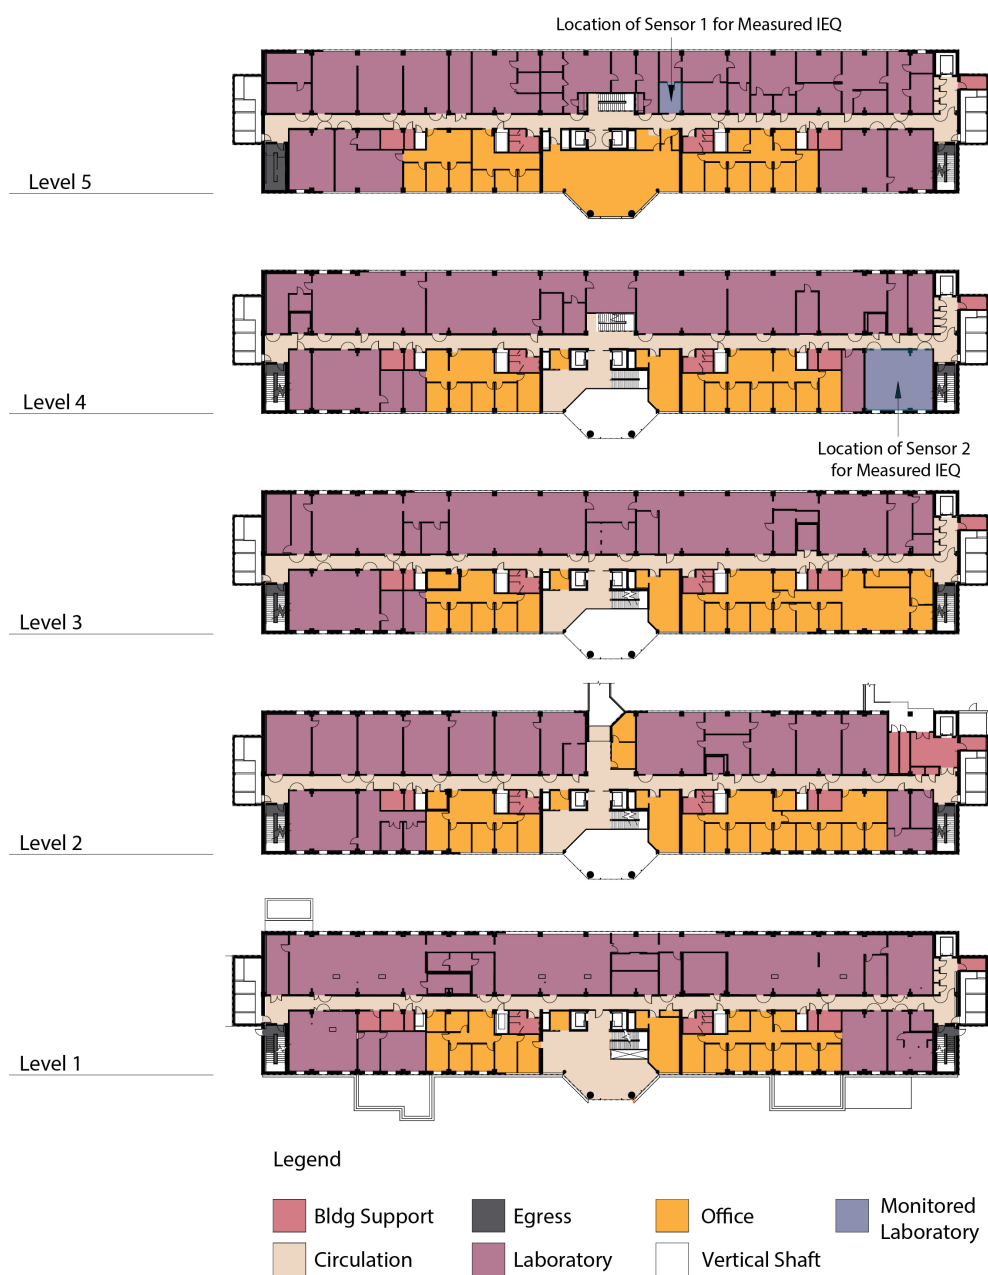 Location of Sensor 1 for Measured IEQ
Level 5
Level 4
Location of Sensor 2
for Measured IEQ
Level 3
Level 2
Level 1
Legend
Bldg Support
Egress
Office
Monitored
Laboratory
Circulation
Laboratory
Vertical Shaft